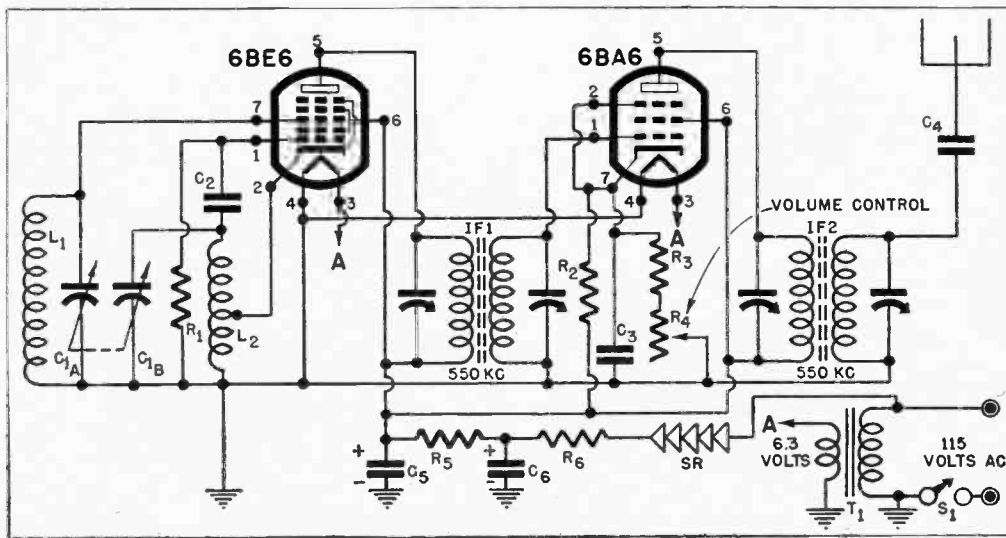 6BE6
5
7
1
2
4
3
6
A
C2
L1
C1A
C1B
R1
L2
IF1
550 KC
6BA6
5
2
1
7
4
3
6
A
VOLUME CONTROL
R2
C3
R3
R4
IF2
550 KC
C4
+
-
C5
R5
+
-
C6
R6
SR
A
6.3
VOLTS
T1
115
VOLTS AC
S1